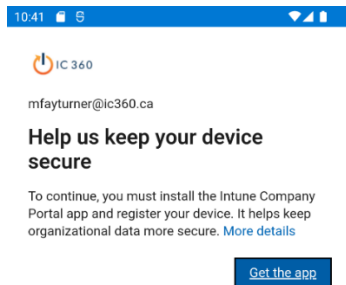 10:41
IC 360
mfayturner@ic360.ca
Help us keep your device
secure
To continue, you must install the Intune Company
Portal app and register your device. It helps keep
organizational data more secure. More details
Get the app